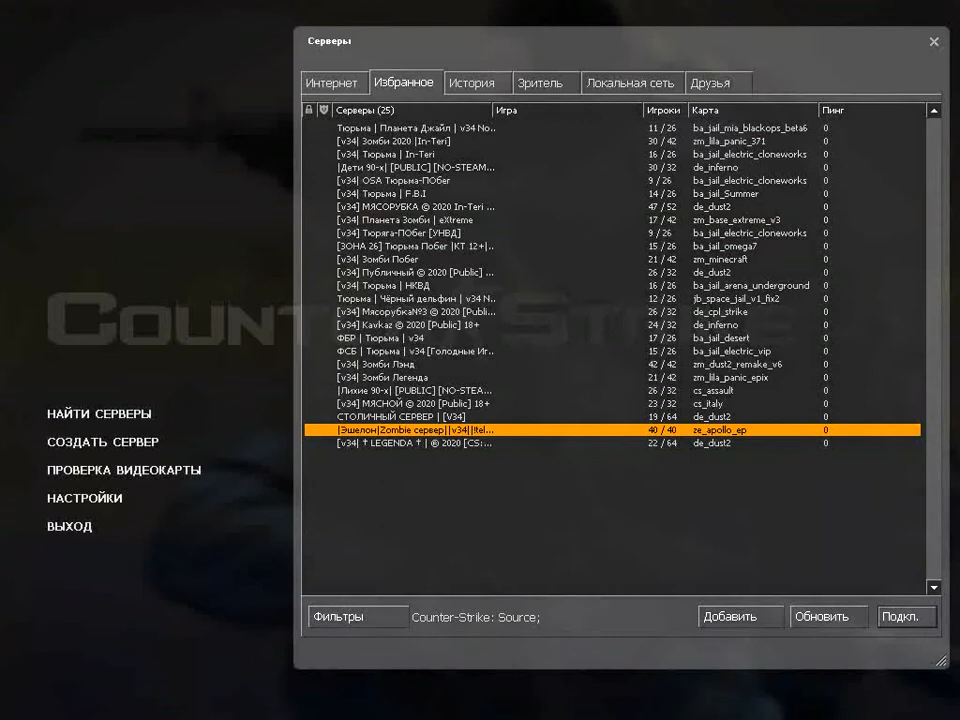 Серверы
Интернет Избранное История Зритель Локальная сеть Друзья
Серверы (25) Игра Игроки Карта Пинг
Тюрьма | Планета Джайл | v34 No... 11 / 26 ba_jail_mia_blackops_beta6 0
[v34] Зомби 2020 |In-Teri] 30 / 42 zm_lila_panic_371 0
[v34] Тюрьма | In-Teri 16 / 26 ba_jail_electric_cloneworks 0
|Дети 90-х| [PUBLIC] [NO-STEAM... 30 / 32 de_inferno 0
[v34] OSA Тюрьма-ПОбег 9 / 26 ba_jail_electric_cloneworks 0
[v34] Тюрьма | F.B.I 14 / 26 ba_jail_Summer 0
[v34] МЯСОРУБКА © 2020 In-Teri ... 47 / 52 de_dust2 0
[v34] Планета Зомби | eXtreme 17 / 42 zm_base_extreme_v3 0
[v34] Тюряга-ПОбег [УНВД] 9 / 26 ba_jail_electric_cloneworks 0
[ЗОНА 26] Тюрьма Побег |КТ 12+|.. 15 / 26 ba_jail_omega7 0
[v34] Зомби Побег 21 / 42 zm_minecraft 0
[v34] Публичный © 2020 [Public] ... 26 / 32 de_dust2 0
[v34] Тюрьма | НКВД 16 / 26 ba_jail_arena_underground 0
Тюрьма | Чёрный дельфин | v34 N.. 12 / 26 jb_space_jail_v1_fix2 0
[v34] Мясорубка№3 © 2020 [Publi... 26 / 32 de_cpl_strike 0
[v34] Kavkaz © 2020 [Public] 18+ 24 / 32 de_inferno 0
ФБР | Тюрьма | v34 17 / 26 ba_jail_desert 0
ФСБ | Тюрьма | v34 [Голодные Иг... 15 / 26 ba_jail_electric_vip 0
[v34] Зомби Лэнд 42 / 42 zm_dust2_remake_v6 0
[v34] Зомби Легенда 21 / 42 zm_lila_panic_epix 0
|Лихие 90-х| [PUBLIC] [NO-STEA... 26 / 32 cs_assault 0
[v34] МЯСНОЙ © 2020 [Public] 18+ 23 / 32 cs_italy 0
СТОЛИЧНЫЙ СЕРВЕР | [V34] 19 / 64 de_dust2 0
|Эшелон|Zombie сервер||v34||!tel... 40 / 40 ze_apollo_ep 0
[v34] † LEGENDA † | ® 2020 [CS:... 22 / 64 de_dust2 0
COUNTER STRIKE
НАЙТИ СЕРВЕРЫ
СОЗДАТЬ СЕРВЕР
ПРОВЕРКА ВИДЕОКАРТЫ
НАСТРОЙКИ
ВЫХОД
Фильтры Counter-Strike: Source; Добавить Обновить Подкл.